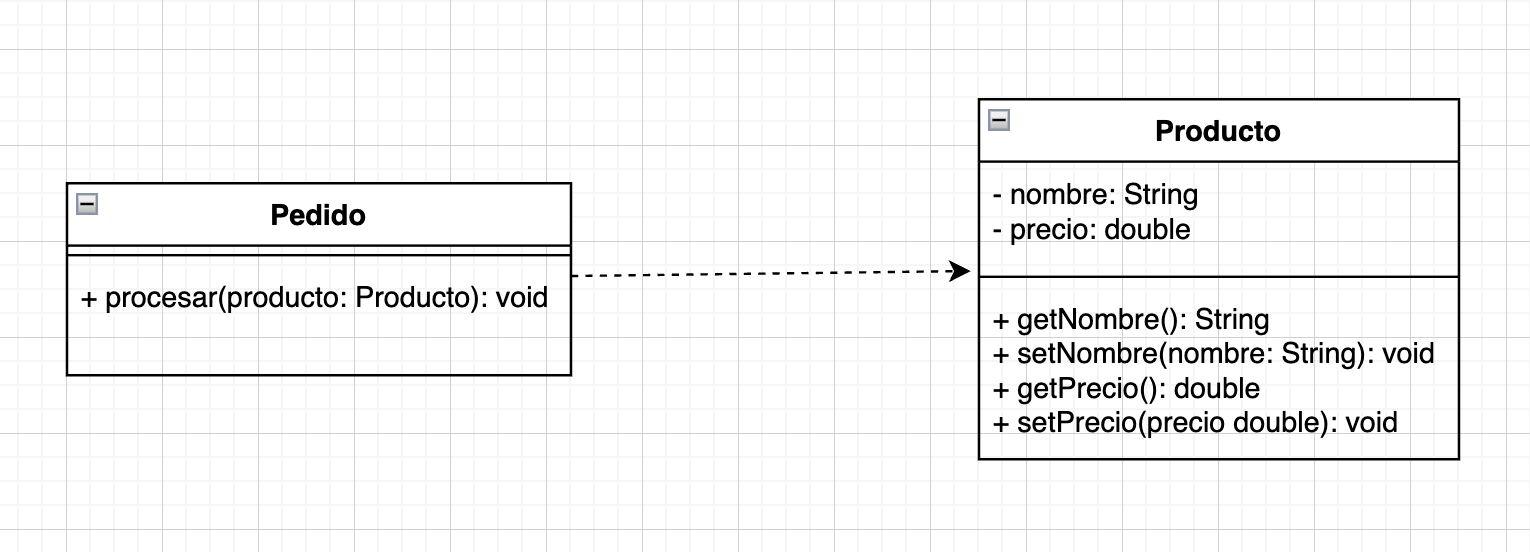 Pedido
+ procesar(producto: Producto): void
Producto
- nombre: String
- precio: double
+ getNombre(): String
+ setNombre(nombre: String): void
+ getPrecio(): double
+ setPrecio(precio double): void